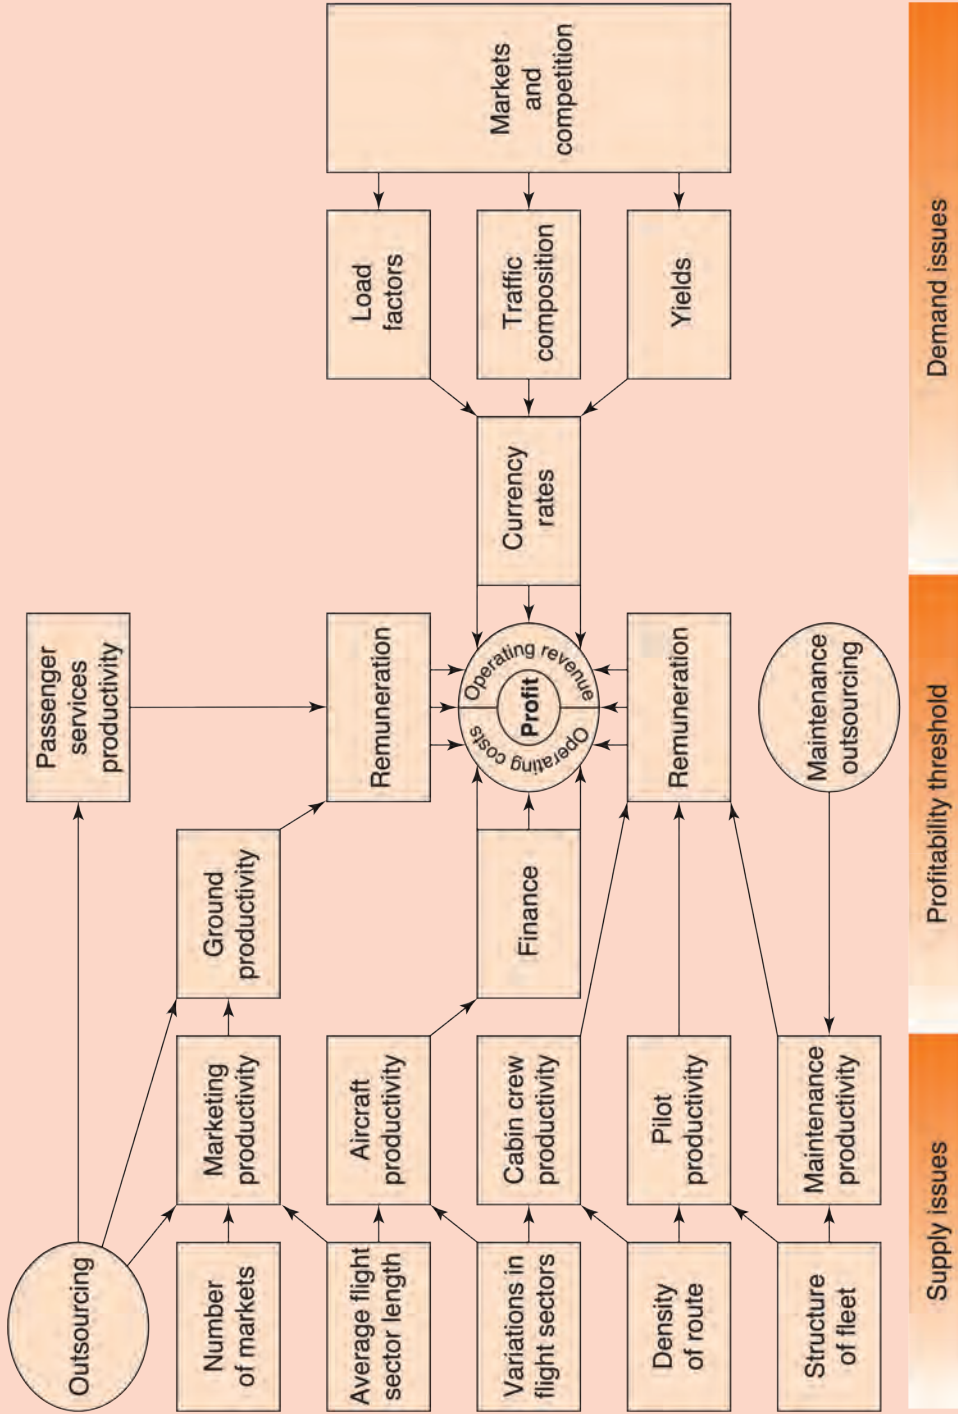 Outsourcing
Passenger
services
productivity
Number
of markets
Marketing
productivity
Ground
productivity
Average flight
sector length
Aircraft
productivity
Remuneration
Load
factors
Variations in
flight sectors
Cabin crew
productivity
Finance
Operating costs
Profit
Operating revenue
Currency
rates
Traffic
composition
Markets
and
competition
Density
of route
Pilot
productivity
Remuneration
Yields
Structure
of fleet
Maintenance
productivity
Maintenance
outsourcing
Supply issues
Profitability threshold
Demand issues